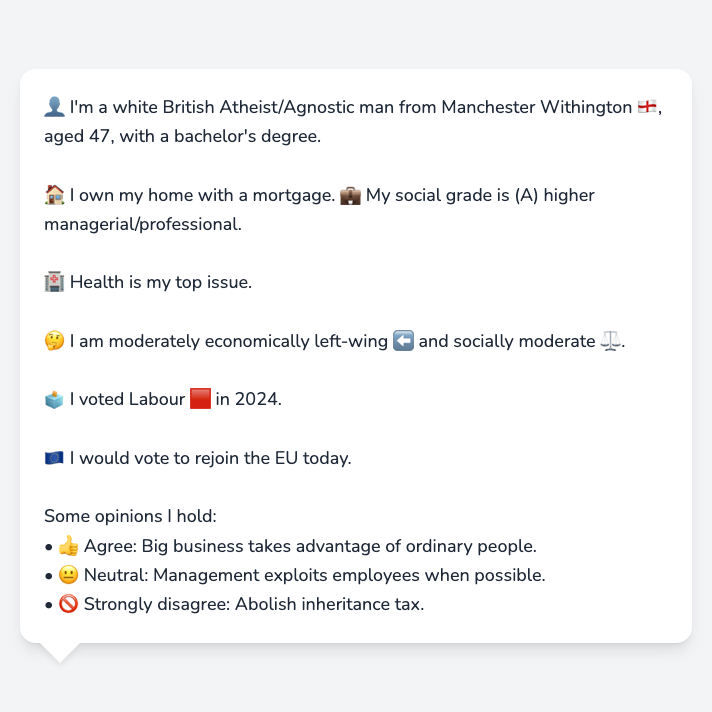 👤 I'm a white British Atheist/Agnostic man from Manchester Withington 🏴󠁧󠁢󠁥󠁮󠁧󠁿,
aged 47, with a bachelor's degree.
🏠 I own my home with a mortgage. 💼 My social grade is (A) higher
managerial/professional.
🏥 Health is my top issue.
🤔 I am moderately economically left-wing ⬅️ and socially moderate ⚖️.
🗳️ I voted Labour 🟥 in 2024.
🇪🇺 I would vote to rejoin the EU today.
Some opinions I hold:
• 👍 Agree: Big business takes advantage of ordinary people.
• 😐 Neutral: Management exploits employees when possible.
• 🚫 Strongly disagree: Abolish inheritance tax.